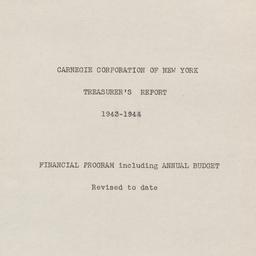 CARNEGIE CORPORATION OF NEW YORK
TREASURER'S REPORT
1943-1944
FINANCIAL PROGRAM including ANNUAL BUDGET
Revised to date